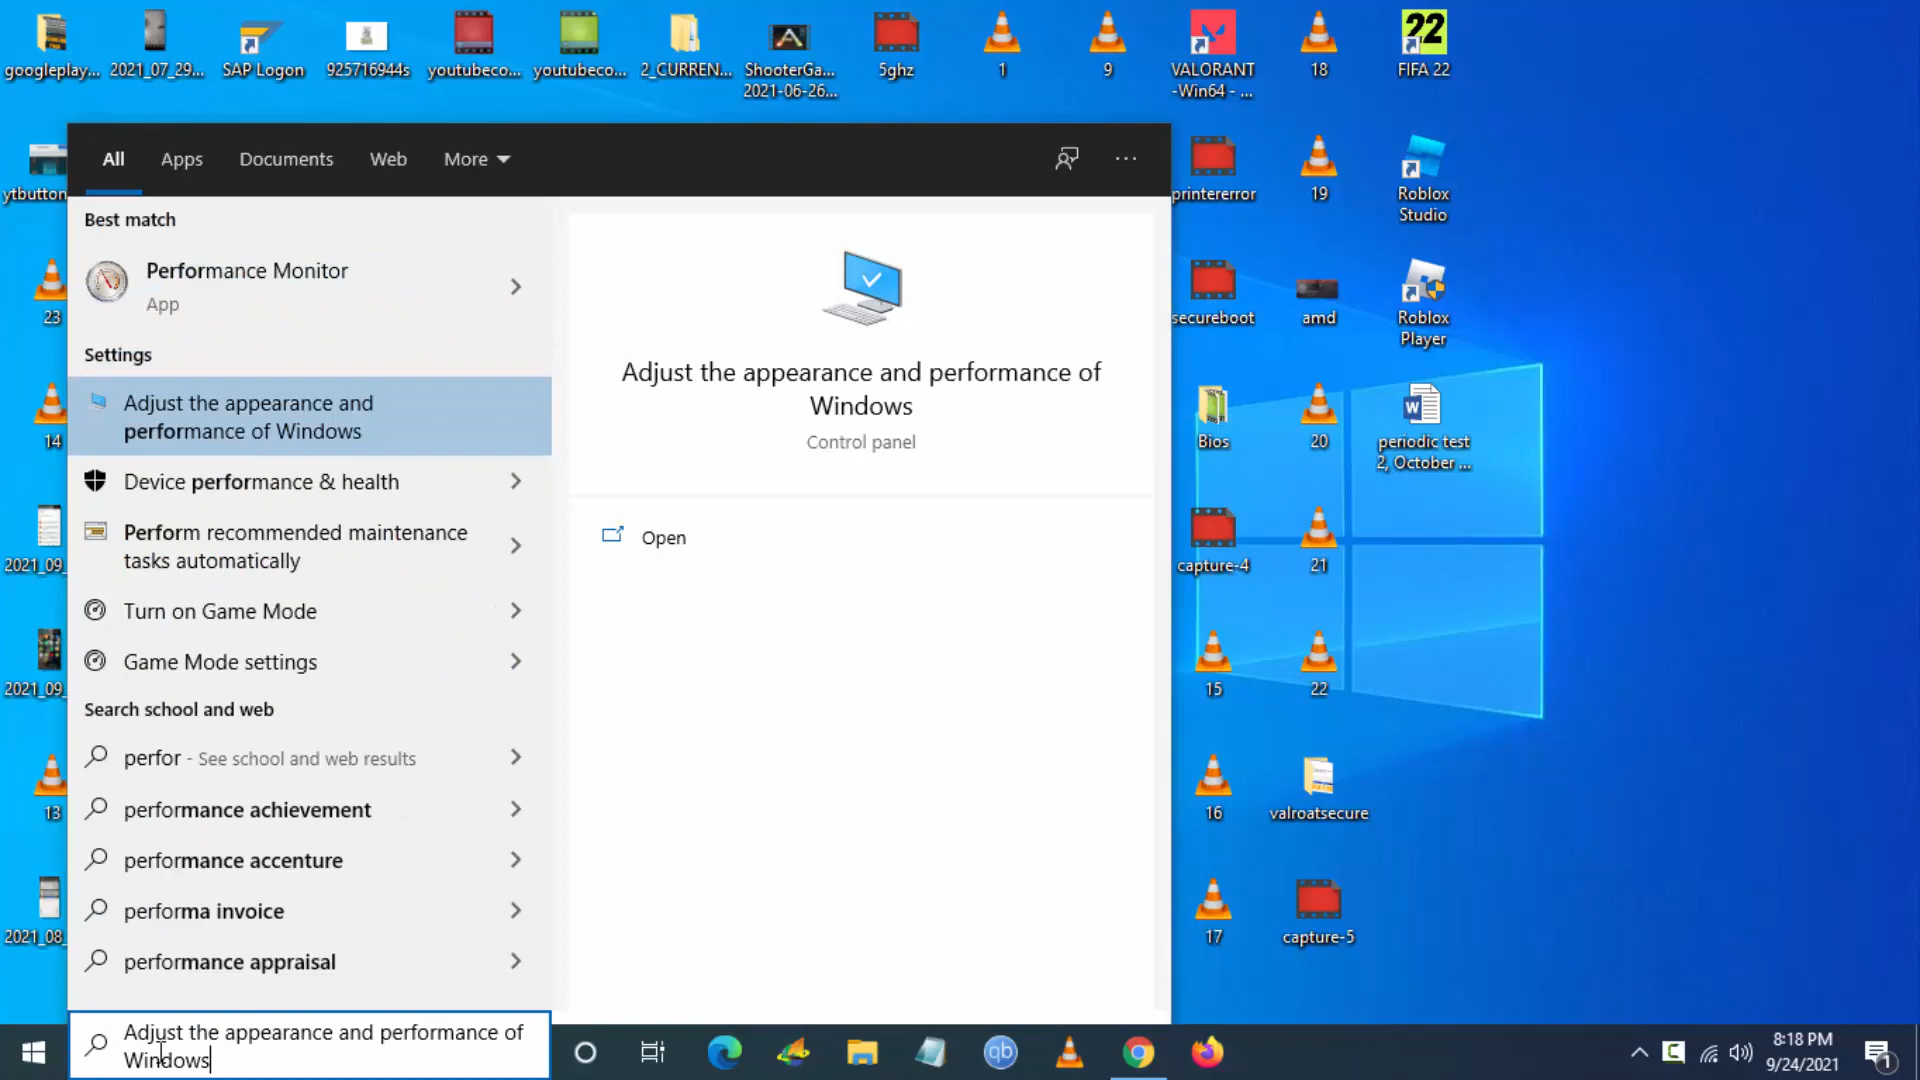 googleplay...
2021_07_29...
SAP Logon
925716944s
youtubeco...
youtubeco...
2_CURREN...
ShooterGa...
2021-06-26...
5ghz
1
9
VALORANT
-Win64 - ...
18
22
FIFA 22
ytbutton
23
14
2021_09_
2021_09_
13
2021_08_
All
Apps
Documents
Web
More
Best match
Performance Monitor
App
Settings
Adjust the appearance and
performance of Windows
Device performance & health
Perform recommended maintenance
tasks automatically
Turn on Game Mode
Game Mode settings
Search school and web
perfor - See school and web results
performance achievement
performance accenture
performa invoice
performance appraisal
Adjust the appearance and performance of
Windows
Adjust the appearance and performance of
Windows
Control panel
Open
printererror
19
Roblox
Studio
secureboot
amd
Roblox
Player
Bios
20
periodic test
2, October ...
capture-4
21
15
22
16
valroatsecure
17
capture-5
qb
C
8:18 PM
9/24/2021
1